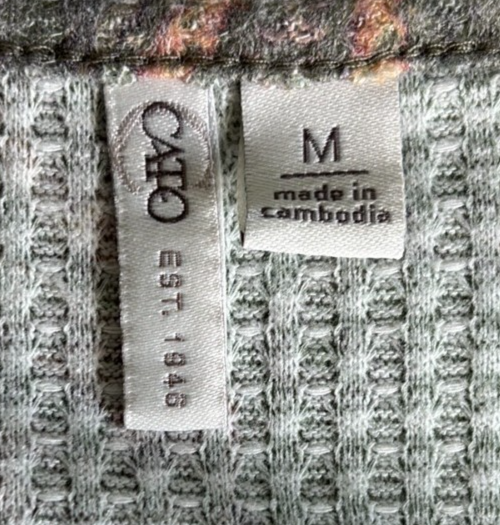 CATO
EST. 1946
M
made in
cambodia